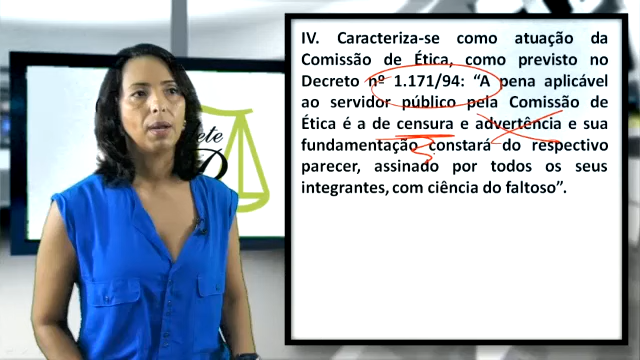 IV. Caracteriza-se como atuação da
Comissão de Ética, como previsto no
Decreto nº 1.171/94: “A pena aplicável
ao servidor público pela Comissão de
Ética é a de censura e advertência e sua
fundamentação constará do respectivo
parecer, assinado por todos os seus
integrantes, com ciência do faltoso”.